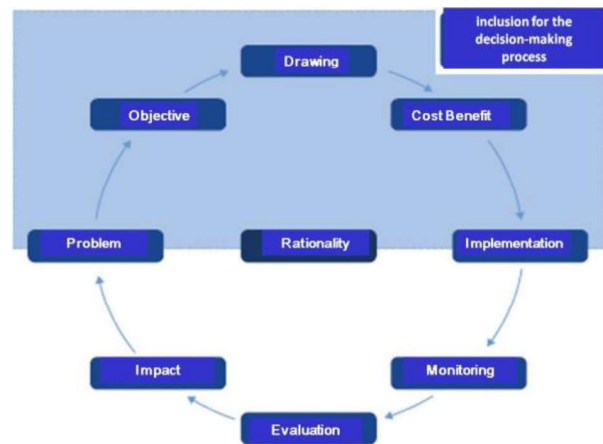 inclusion for the
decision-making
process
Drawing
Objective
Cost Benefit
Problem
Rationality
Implementation
Impact
Monitoring
Evaluation